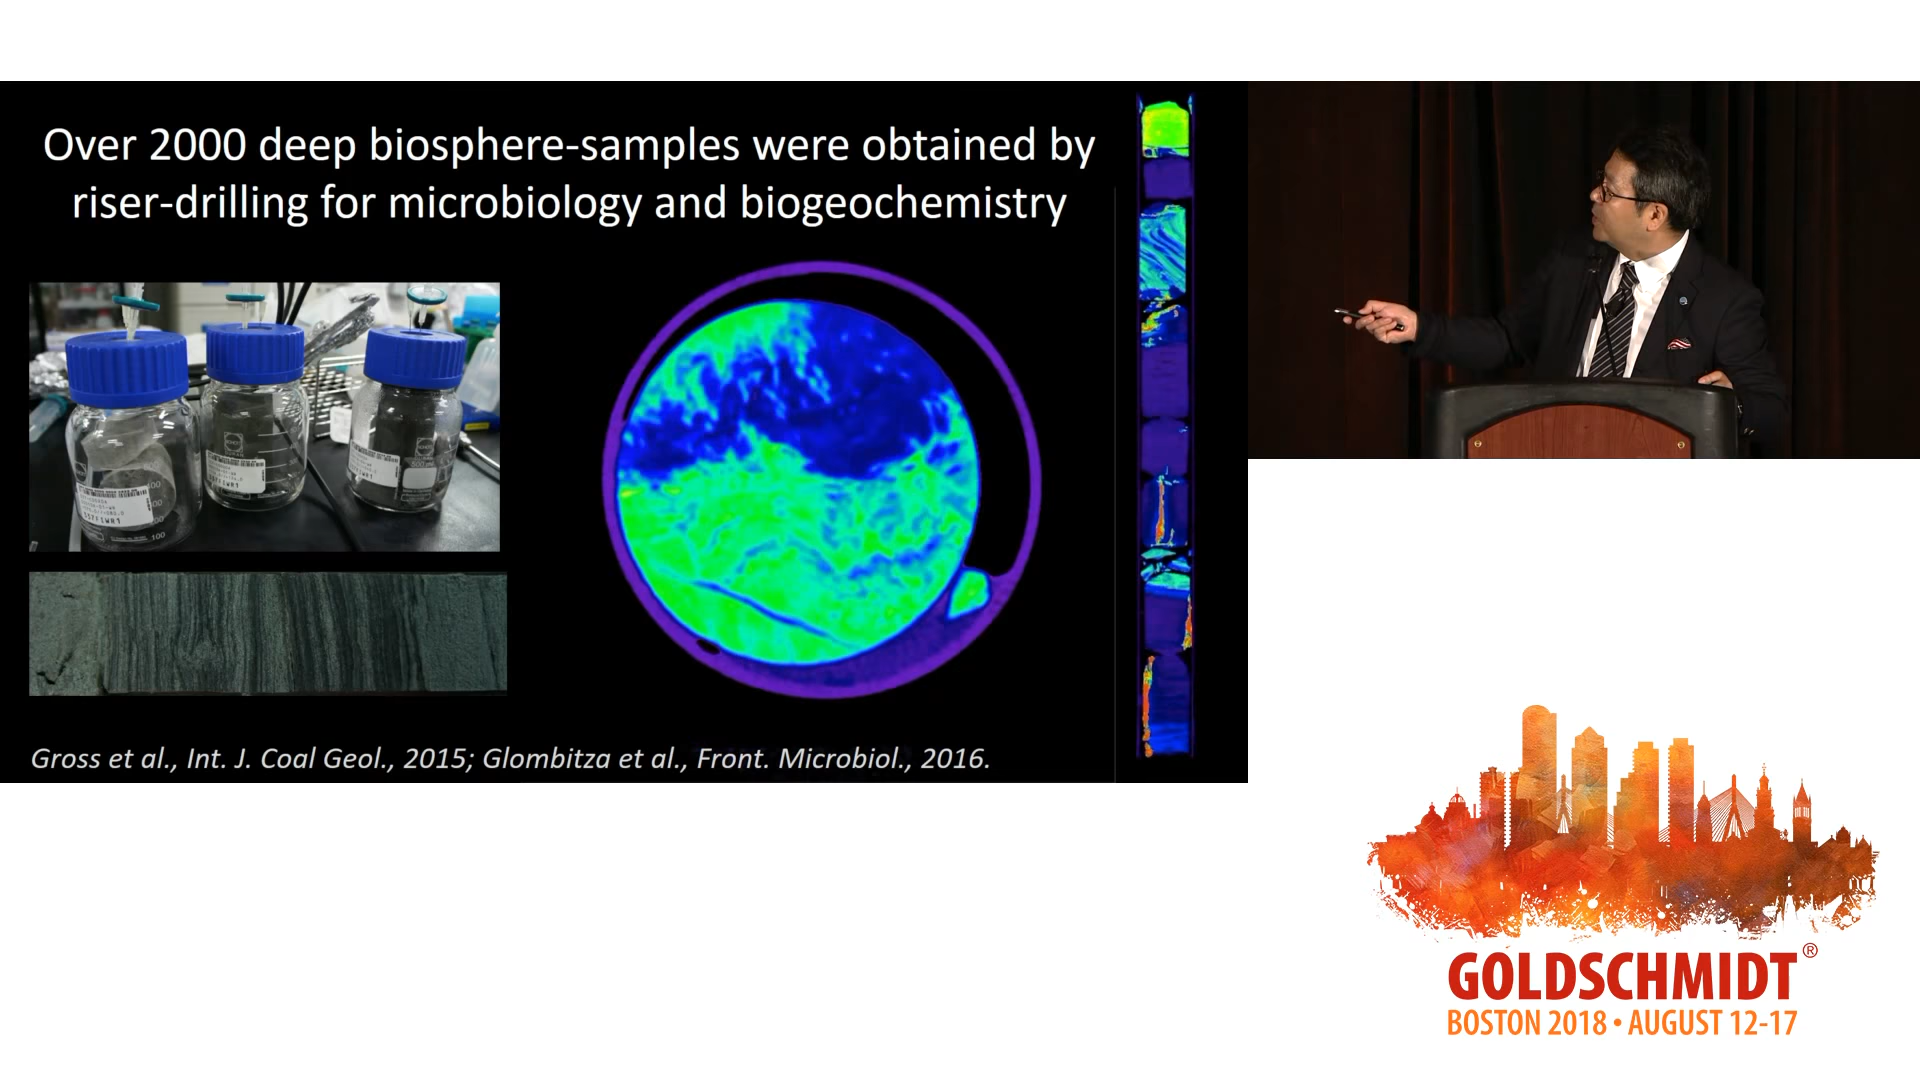 Over 2000 deep biosphere-samples were obtained by
riser-drilling for microbiology and biogeochemistry
100
Gross et al., Int. J. Coal Geol., 2015; Glombitza et al., Front. Microbiol., 2016.
GOLDSCHMIDT®
BOSTON 2018 • AUGUST 12-17